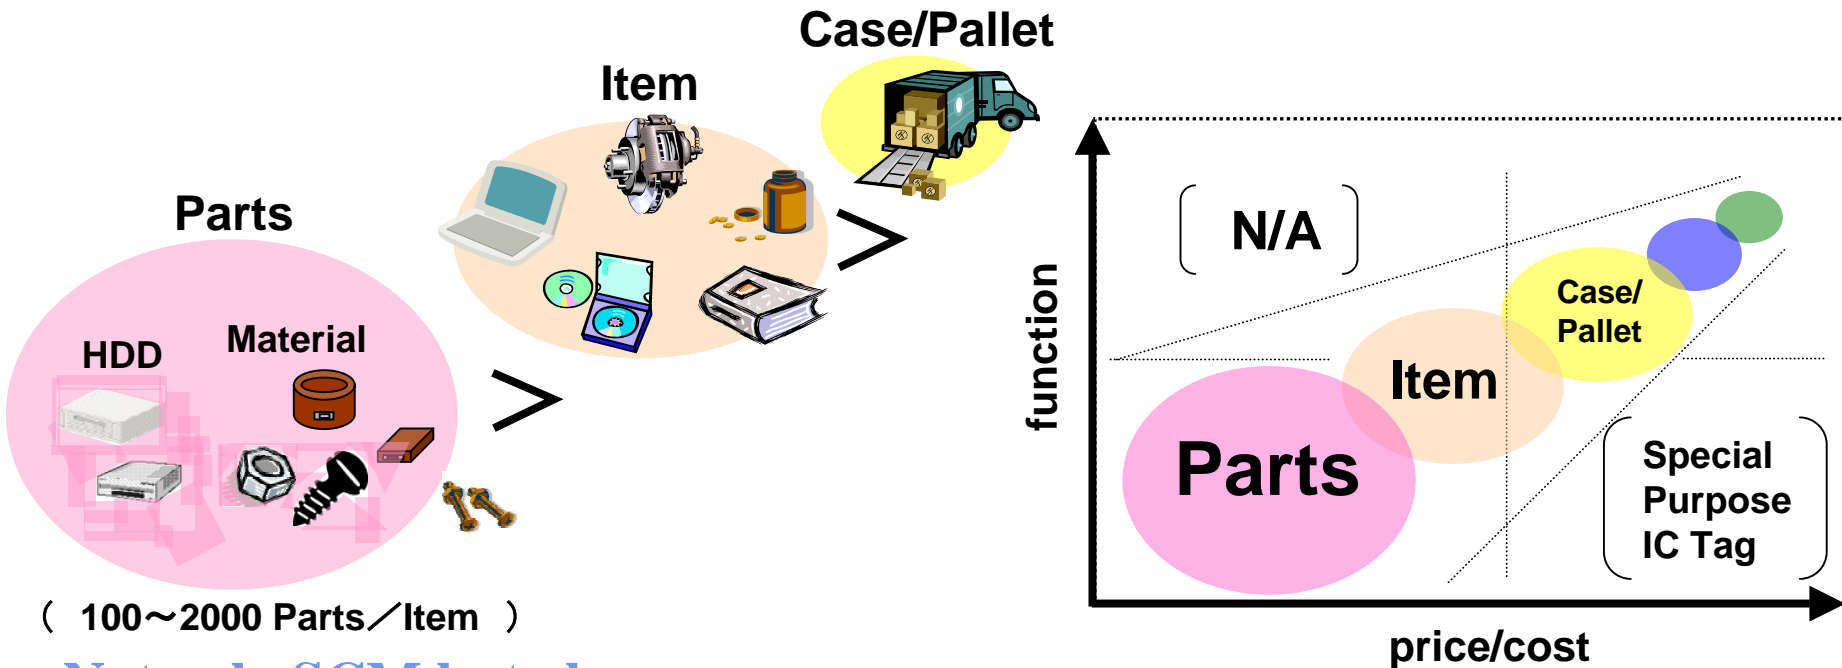 Case/Pallet
Item
Parts
HDD
Material
>
>
( 100～2000 Parts／Item )
function
N/A
Case/
Pallet
Item
Parts
Special
Purpose
IC Tag
price/cost